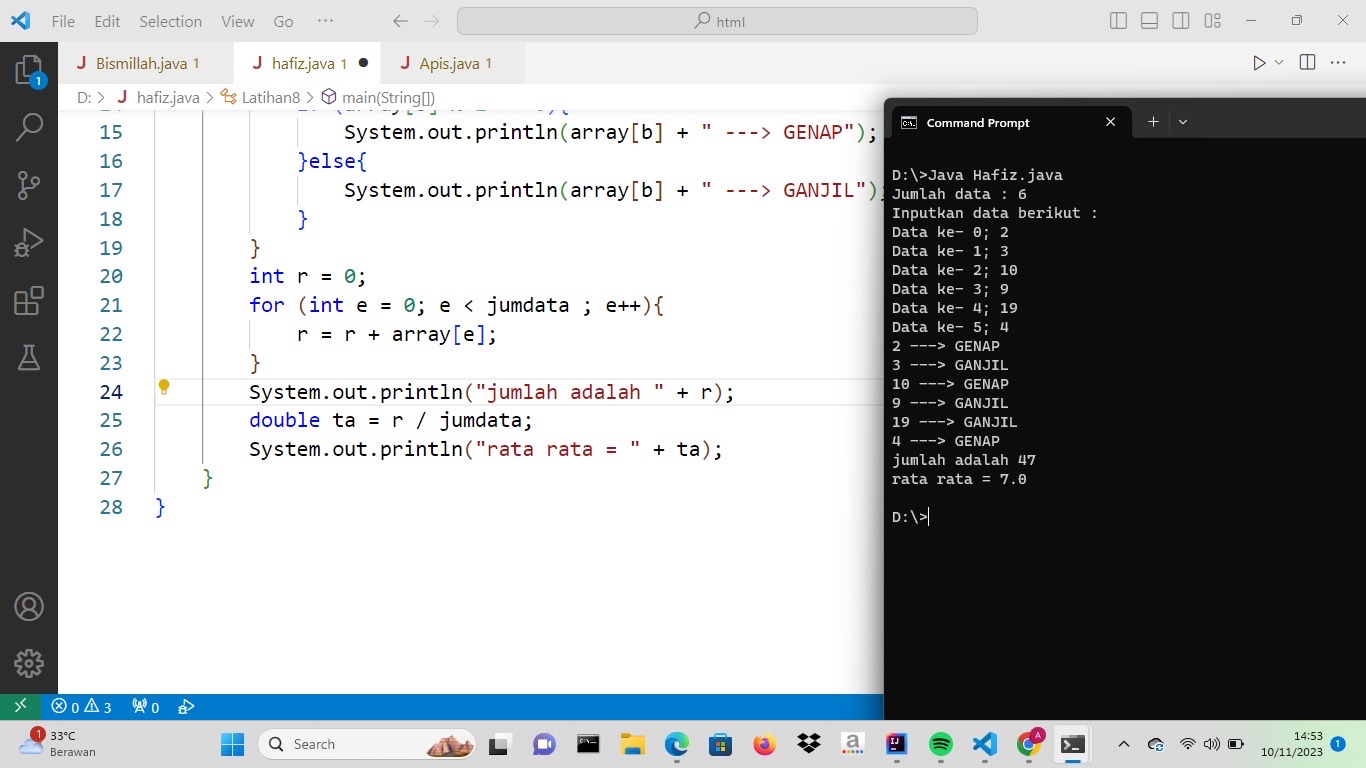 File Edit Selection View Go ··· html
Bismillah.java 1 hafiz.java 1 Apis.java 1
D: > hafiz.java > Latihan8 > main(String[])
15 System.out.println(array[b] + " ---> GENAP");
16 }else{
17 System.out.println(array[b] + " ---> GANJIL");
18 }
19 }
20 int r = 0;
21 for (int e = 0; e < jumdata ; e++){
22 r = r + array[e];
23 }
24 System.out.println("jumlah adalah " + r);
25 double ta = r / jumdata;
26 System.out.println("rata rata = " + ta);
27 }
28 }
1
Command Prompt
D:\>Java Hafiz.java
Jumlah data : 6
Inputkan data berikut :
Data ke- 0; 2
Data ke- 1; 3
Data ke- 2; 10
Data ke- 3; 9
Data ke- 4; 19
Data ke- 5; 4
2 ---> GENAP
3 ---> GANJIL
10 ---> GENAP
9 ---> GANJIL
19 ---> GANJIL
4 ---> GENAP
jumlah adalah 47
rata rata = 7.0
D:\>
0 3 0
1 33°C
Berawan
Search
A
14:53
10/11/2023
1